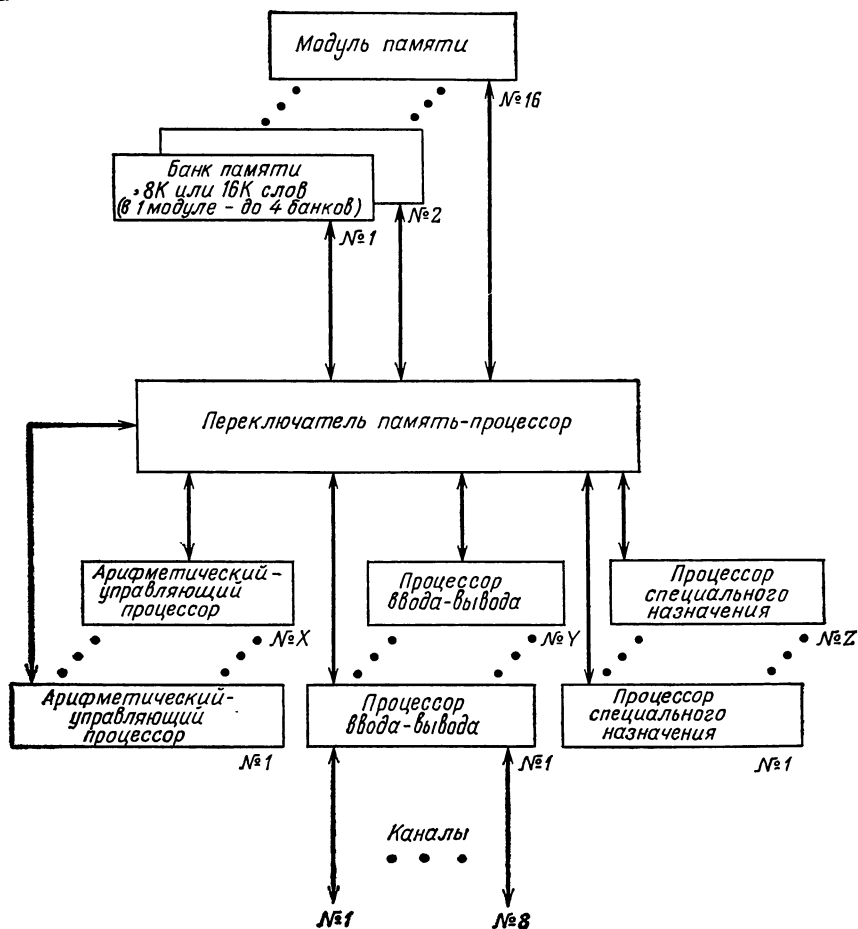 Модуль памяти
№16
Банк памяти
8К или 16К слов
(в 1 модуле – до 4 банков)
№2
№1
Переключатель память-процессор
Арифметический-
управляющий
процессор
№X
Процессор
ввода-вывода
№Y
Процессор
специального
назначения
№Z
Арифметический-
управляющий
процессор
№1
Процессор
ввода-вывода
№1
Процессор
специального
назначения
№1
Каналы
№1
№8